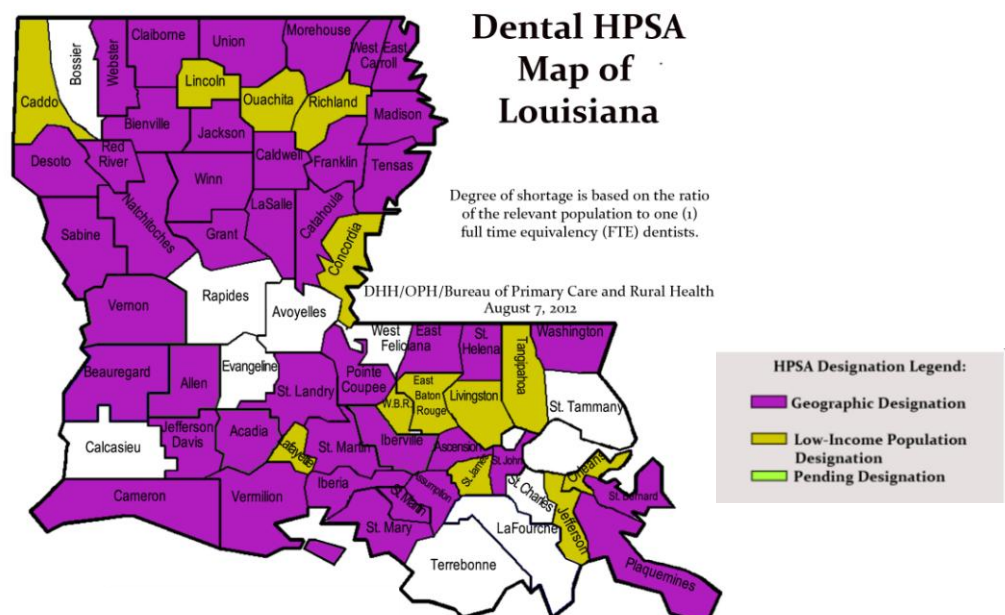 Dental HPSA
Map of
Louisiana
Degree of shortage is based on the ratio
of the relevant population to one (1)
full time equivalency (FTE) dentists.
DHH/OPH/Bureau of Primary Care and Rural Health
August 7, 2012
HPSA Designation Legend:
Geographic Designation
Low-Income Population
Designation
Pending Designation
Caddo
Bossier
Webster
Claiborne
Union
Morehouse
West
East
Carroll
Lincoln
Ouachita
Richland
Madison
Bienville
Jackson
Desoto
Red
River
Caldwell
Franklin
Tensas
Winn
Natchitoches
LaSalle
Catahoula
Sabine
Grant
Concordia
Vernon
Rapides
Avoyelles
West
Feliciana
East
St.
Helena
Tangipahoa
Washington
Beauregard
Allen
Evangeline
St. Landry
Pointe
Coupee
W.B.R.
East
Baton
Rouge
Livingston
St. Tammany
Calcasieu
Jefferson
Davis
Acadia
Lafayette
St. Martin
Iberville
Ascension
St. James
St. John
Orleans
Cameron
Vermilion
Iberia
St. Martin
Assumption
St. Charles
St. Bernard
St. Mary
LaFourche
Jefferson
Terrebonne
Plaquemines